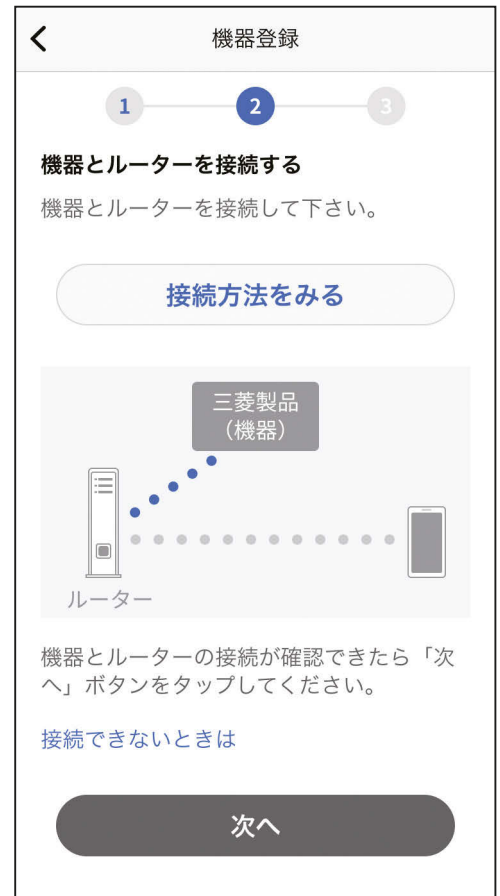 機器登録
1 2 3
機器とルーターを接続する
機器とルーターを接続して下さい。
接続方法をみる
三菱製品
（機器）
ルーター
機器とルーターの接続が確認できたら「次
へ」ボタンをタップしてください。
接続できないときは
次へ